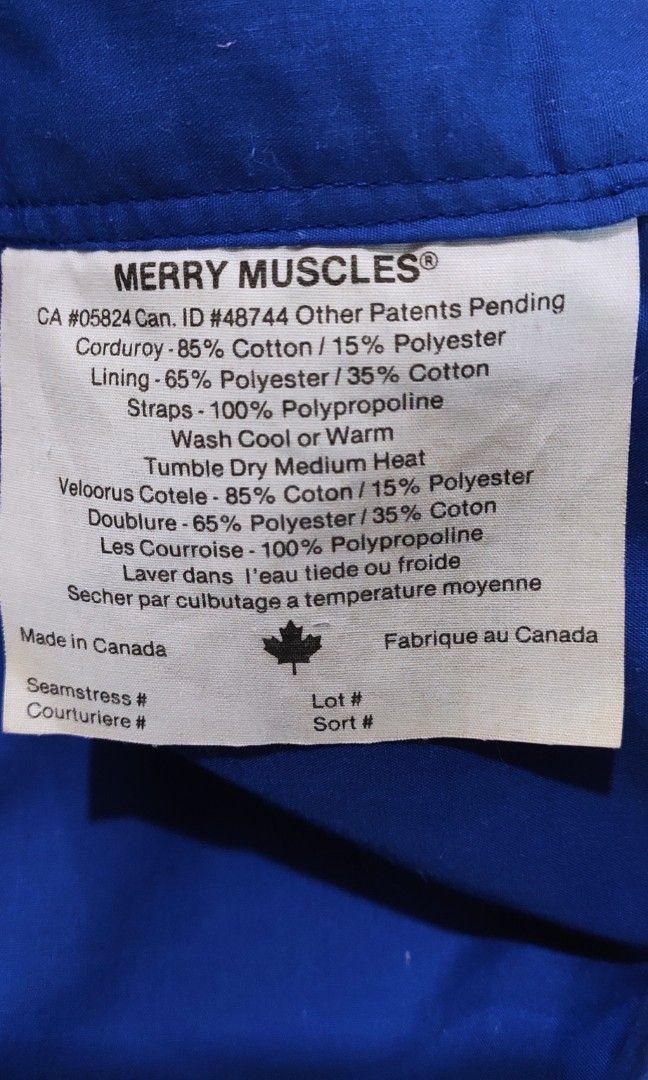 MERRY MUSCLES®
CA #05824 Can. ID #48744 Other Patents Pending
Corduroy - 85% Cotton / 15% Polyester
Lining - 65% Polyester / 35% Cotton
Straps - 100% Polypropoline
Wash Cool or Warm
Tumble Dry Medium Heat
Veloorus Cotele - 85% Coton / 15% Polyester
Doublure - 65% Polyester / 35% Coton
Les Courroise - 100% Polypropoline
Laver dans l'eau tiede ou froide
Secher par culbutage a temperature moyenne
Made in Canada Fabrique au Canada
Seamstress # Lot #
Courturiere # Sort #